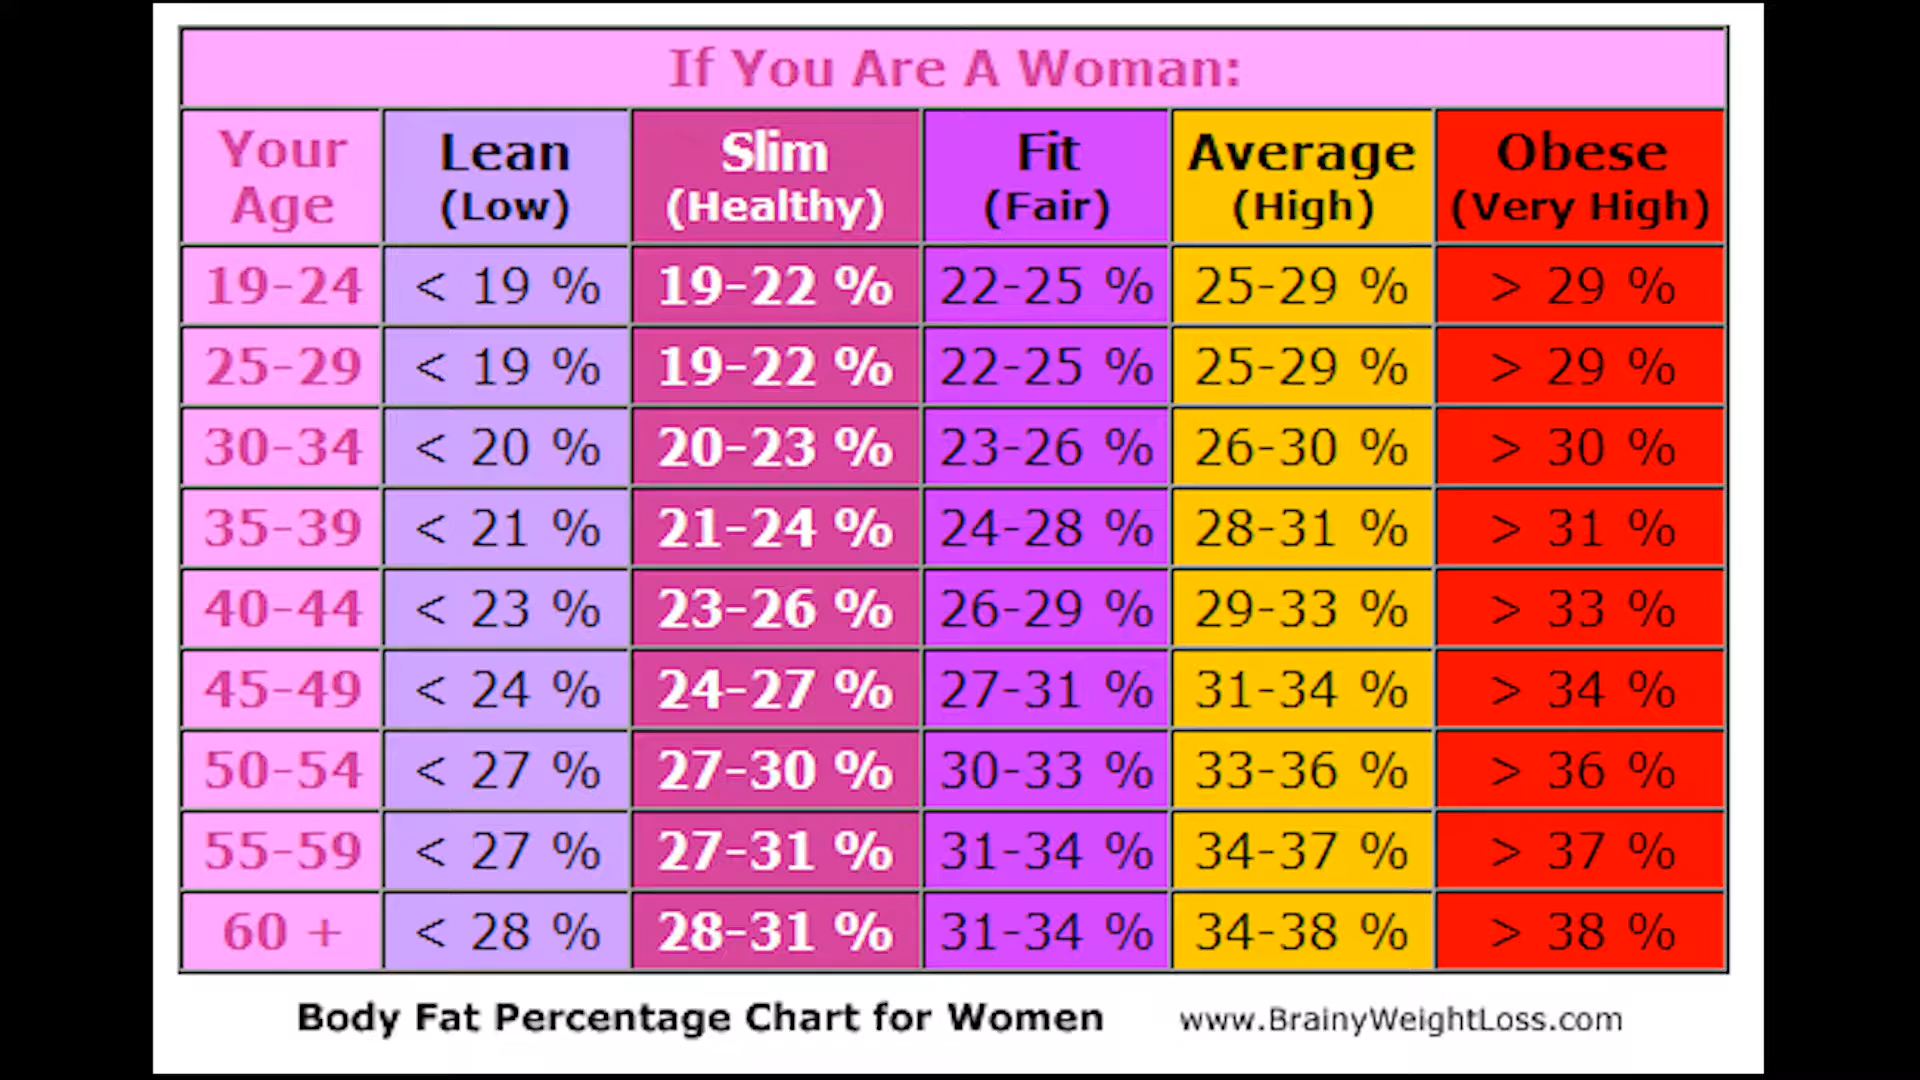 If You Are A Woman:
Your Age Lean (Low) Slim (Healthy) Fit (Fair) Average (High) Obese (Very High)
19-24 < 19 % 19-22 % 22-25 % 25-29 % > 29 %
25-29 < 19 % 19-22 % 22-25 % 25-29 % > 29 %
30-34 < 20 % 20-23 % 23-26 % 26-30 % > 30 %
35-39 < 21 % 21-24 % 24-28 % 28-31 % > 31 %
40-44 < 23 % 23-26 % 26-29 % 29-33 % > 33 %
45-49 < 24 % 24-27 % 27-31 % 31-34 % > 34 %
50-54 < 27 % 27-30 % 30-33 % 33-36 % > 36 %
55-59 < 27 % 27-31 % 31-34 % 34-37 % > 37 %
60 + < 28 % 28-31 % 31-34 % 34-38 % > 38 %
Body Fat Percentage Chart for Women www.BrainyWeightLoss.com